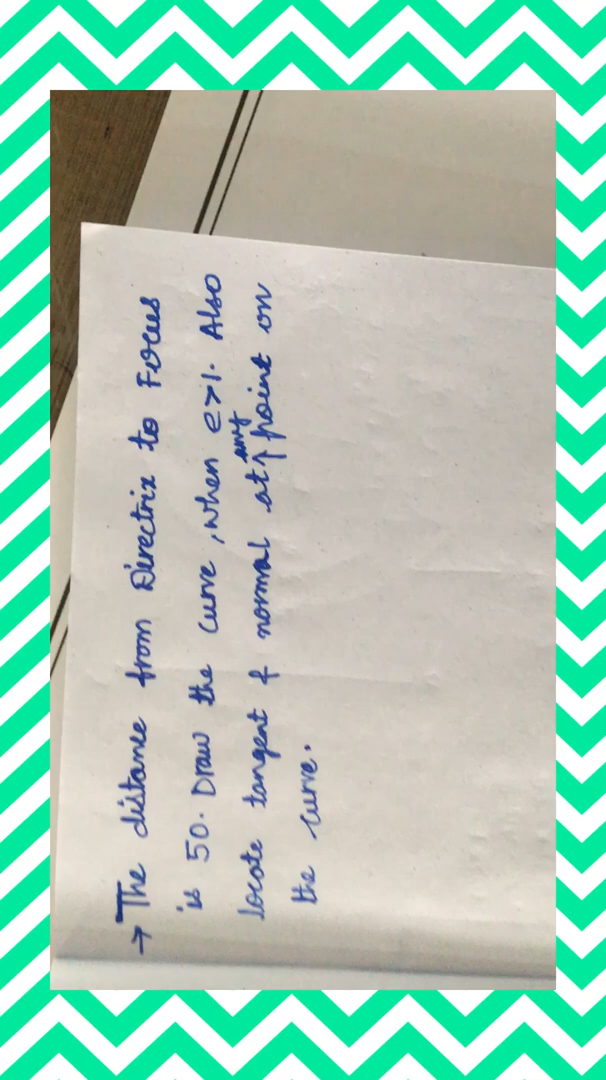 → The distance from Directrix to Focus
is 50. Draw the curve, when e>1. Also
locate tangent & normal at any point on
the curve.